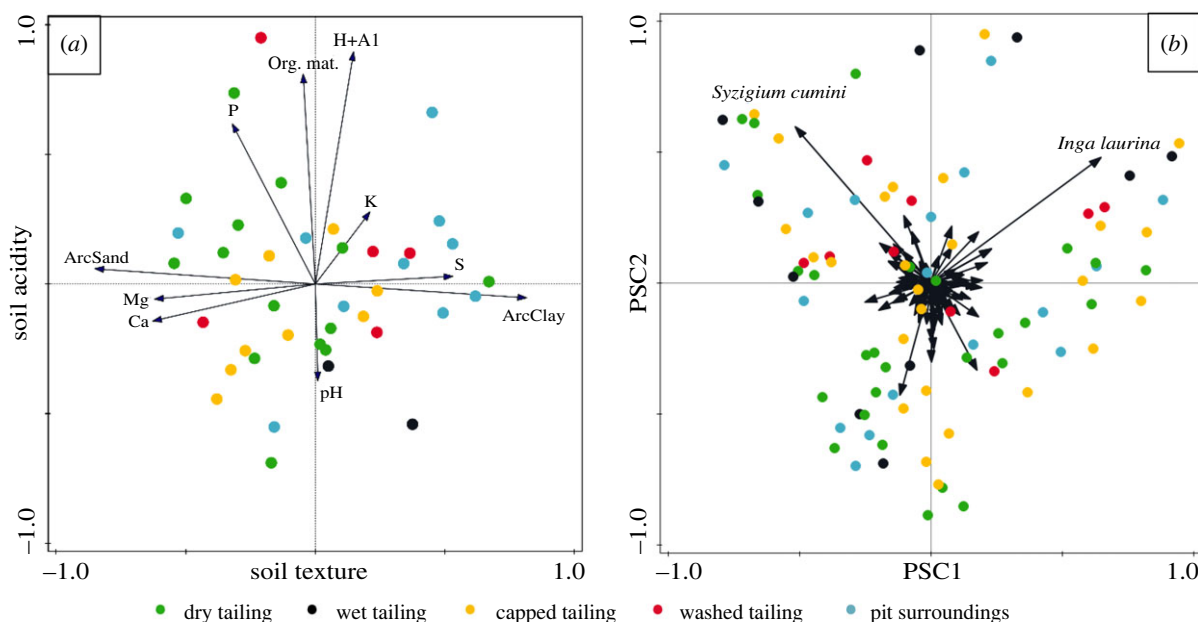 (a)
1.0
soil acidity
-1.0
H+A1
Org. mat.
P
K
ArcSand
S
Mg
Ca
ArcClay
pH
-1.0
soil texture
1.0
(b)
1.0
PSC2
-1.0
Syzigium cumini
Inga laurina
-1.0
PSC1
1.0
dry tailing wet tailing capped tailing washed tailing pit surroundings